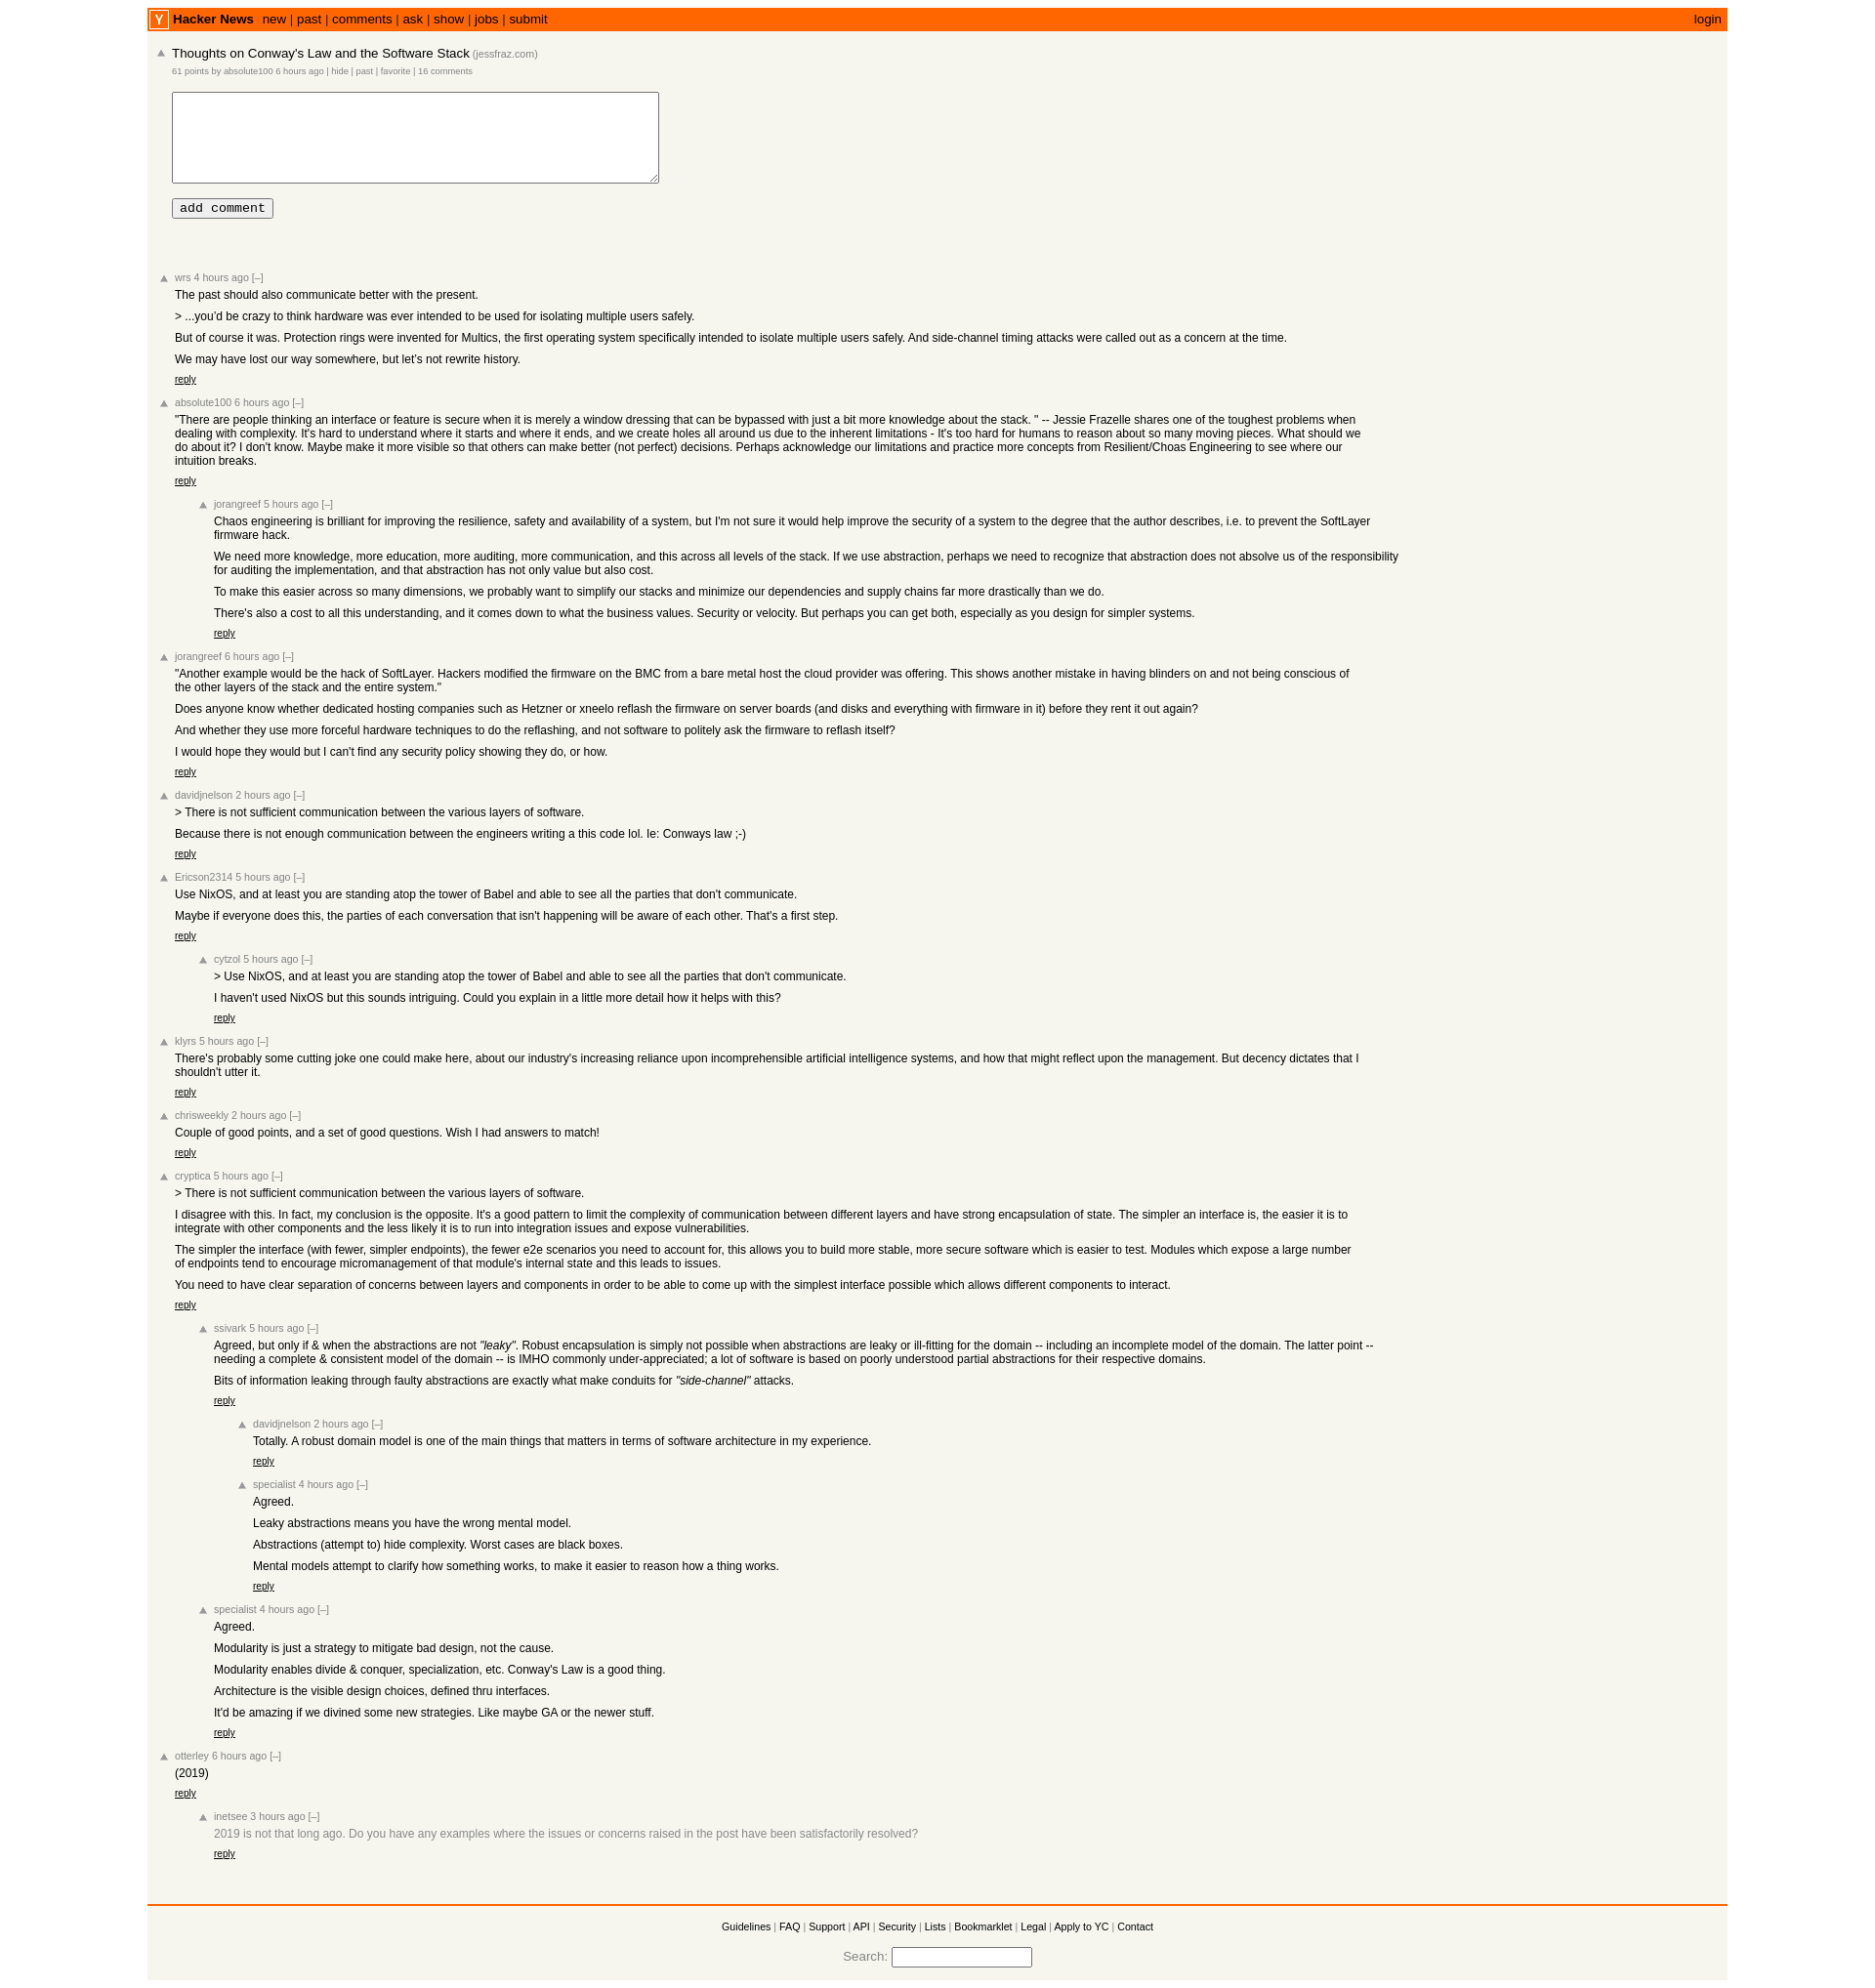 Y Hacker News new | past | comments | ask | show | jobs | submit login
Thoughts on Conway's Law and the Software Stack (jessfraz.com)
61 points by absolute100 6 hours ago | hide | past | favorite | 16 comments
add comment
wrs 4 hours ago [–]
The past should also communicate better with the present.
> ...you'd be crazy to think hardware was ever intended to be used for isolating multiple users safely.
But of course it was. Protection rings were invented for Multics, the first operating system specifically intended to isolate multiple users safely. And side-channel timing attacks were called out as a concern at the time.
We may have lost our way somewhere, but let's not rewrite history.
reply
absolute100 6 hours ago [–]
"There are people thinking an interface or feature is secure when it is merely a window dressing that can be bypassed with just a bit more knowledge about the stack. " -- Jessie Frazelle shares one of the toughest problems when
dealing with complexity. It's hard to understand where it starts and where it ends, and we create holes all around us due to the inherent limitations - It's too hard for humans to reason about so many moving pieces. What should we
do about it? I don't know. Maybe make it more visible so that others can make better (not perfect) decisions. Perhaps acknowledge our limitations and practice more concepts from Resilient/Choas Engineering to see where our
intuition breaks.
reply
jorangreef 5 hours ago [–]
Chaos engineering is brilliant for improving the resilience, safety and availability of a system, but I'm not sure it would help improve the security of a system to the degree that the author describes, i.e. to prevent the SoftLayer
firmware hack.
We need more knowledge, more education, more auditing, more communication, and this across all levels of the stack. If we use abstraction, perhaps we need to recognize that abstraction does not absolve us of the responsibility
for auditing the implementation, and that abstraction has not only value but also cost.
To make this easier across so many dimensions, we probably want to simplify our stacks and minimize our dependencies and supply chains far more drastically than we do.
There's also a cost to all this understanding, and it comes down to what the business values. Security or velocity. But perhaps you can get both, especially as you design for simpler systems.
reply
jorangreef 6 hours ago [–]
"Another example would be the hack of SoftLayer. Hackers modified the firmware on the BMC from a bare metal host the cloud provider was offering. This shows another mistake in having blinders on and not being conscious of
the other layers of the stack and the entire system."
Does anyone know whether dedicated hosting companies such as Hetzner or xneelo reflash the firmware on server boards (and disks and everything with firmware in it) before they rent it out again?
And whether they use more forceful hardware techniques to do the reflashing, and not software to politely ask the firmware to reflash itself?
I would hope they would but I can't find any security policy showing they do, or how.
reply
davidjnelson 2 hours ago [–]
> There is not sufficient communication between the various layers of software.
Because there is not enough communication between the engineers writing a this code lol. Ie: Conways law ;-)
reply
Ericson2314 5 hours ago [–]
Use NixOS, and at least you are standing atop the tower of Babel and able to see all the parties that don't communicate.
Maybe if everyone does this, the parties of each conversation that isn't happening will be aware of each other. That's a first step.
reply
cytzol 5 hours ago [–]
> Use NixOS, and at least you are standing atop the tower of Babel and able to see all the parties that don't communicate.
I haven't used NixOS but this sounds intriguing. Could you explain in a little more detail how it helps with this?
reply
klyrs 5 hours ago [–]
There's probably some cutting joke one could make here, about our industry's increasing reliance upon incomprehensible artificial intelligence systems, and how that might reflect upon the management. But decency dictates that I
shouldn't utter it.
reply
chrisweekly 2 hours ago [–]
Couple of good points, and a set of good questions. Wish I had answers to match!
reply
cryptica 5 hours ago [–]
> There is not sufficient communication between the various layers of software.
I disagree with this. In fact, my conclusion is the opposite. It's a good pattern to limit the complexity of communication between different layers and have strong encapsulation of state. The simpler an interface is, the easier it is to
integrate with other components and the less likely it is to run into integration issues and expose vulnerabilities.
The simpler the interface (with fewer, simpler endpoints), the fewer e2e scenarios you need to account for, this allows you to build more stable, more secure software which is easier to test. Modules which expose a large number
of endpoints tend to encourage micromanagement of that module's internal state and this leads to issues.
You need to have clear separation of concerns between layers and components in order to be able to come up with the simplest interface possible which allows different components to interact.
reply
ssivark 5 hours ago [–]
Agreed, but only if & when the abstractions are not "leaky". Robust encapsulation is simply not possible when abstractions are leaky or ill-fitting for the domain -- including an incomplete model of the domain. The latter point --
needing a complete & consistent model of the domain -- is IMHO commonly under-appreciated; a lot of software is based on poorly understood partial abstractions for their respective domains.
Bits of information leaking through faulty abstractions are exactly what make conduits for "side-channel" attacks.
reply
davidjnelson 2 hours ago [–]
Totally. A robust domain model is one of the main things that matters in terms of software architecture in my experience.
reply
specialist 4 hours ago [–]
Agreed.
Leaky abstractions means you have the wrong mental model.
Abstractions (attempt to) hide complexity. Worst cases are black boxes.
Mental models attempt to clarify how something works, to make it easier to reason how a thing works.
reply
specialist 4 hours ago [–]
Agreed.
Modularity is just a strategy to mitigate bad design, not the cause.
Modularity enables divide & conquer, specialization, etc. Conway's Law is a good thing.
Architecture is the visible design choices, defined thru interfaces.
It'd be amazing if we divined some new strategies. Like maybe GA or the newer stuff.
reply
otterley 6 hours ago [–]
(2019)
reply
inetsee 3 hours ago [–]
2019 is not that long ago. Do you have any examples where the issues or concerns raised in the post have been satisfactorily resolved?
reply
Guidelines | FAQ | Support | API | Security | Lists | Bookmarklet | Legal | Apply to YC | Contact
Search: